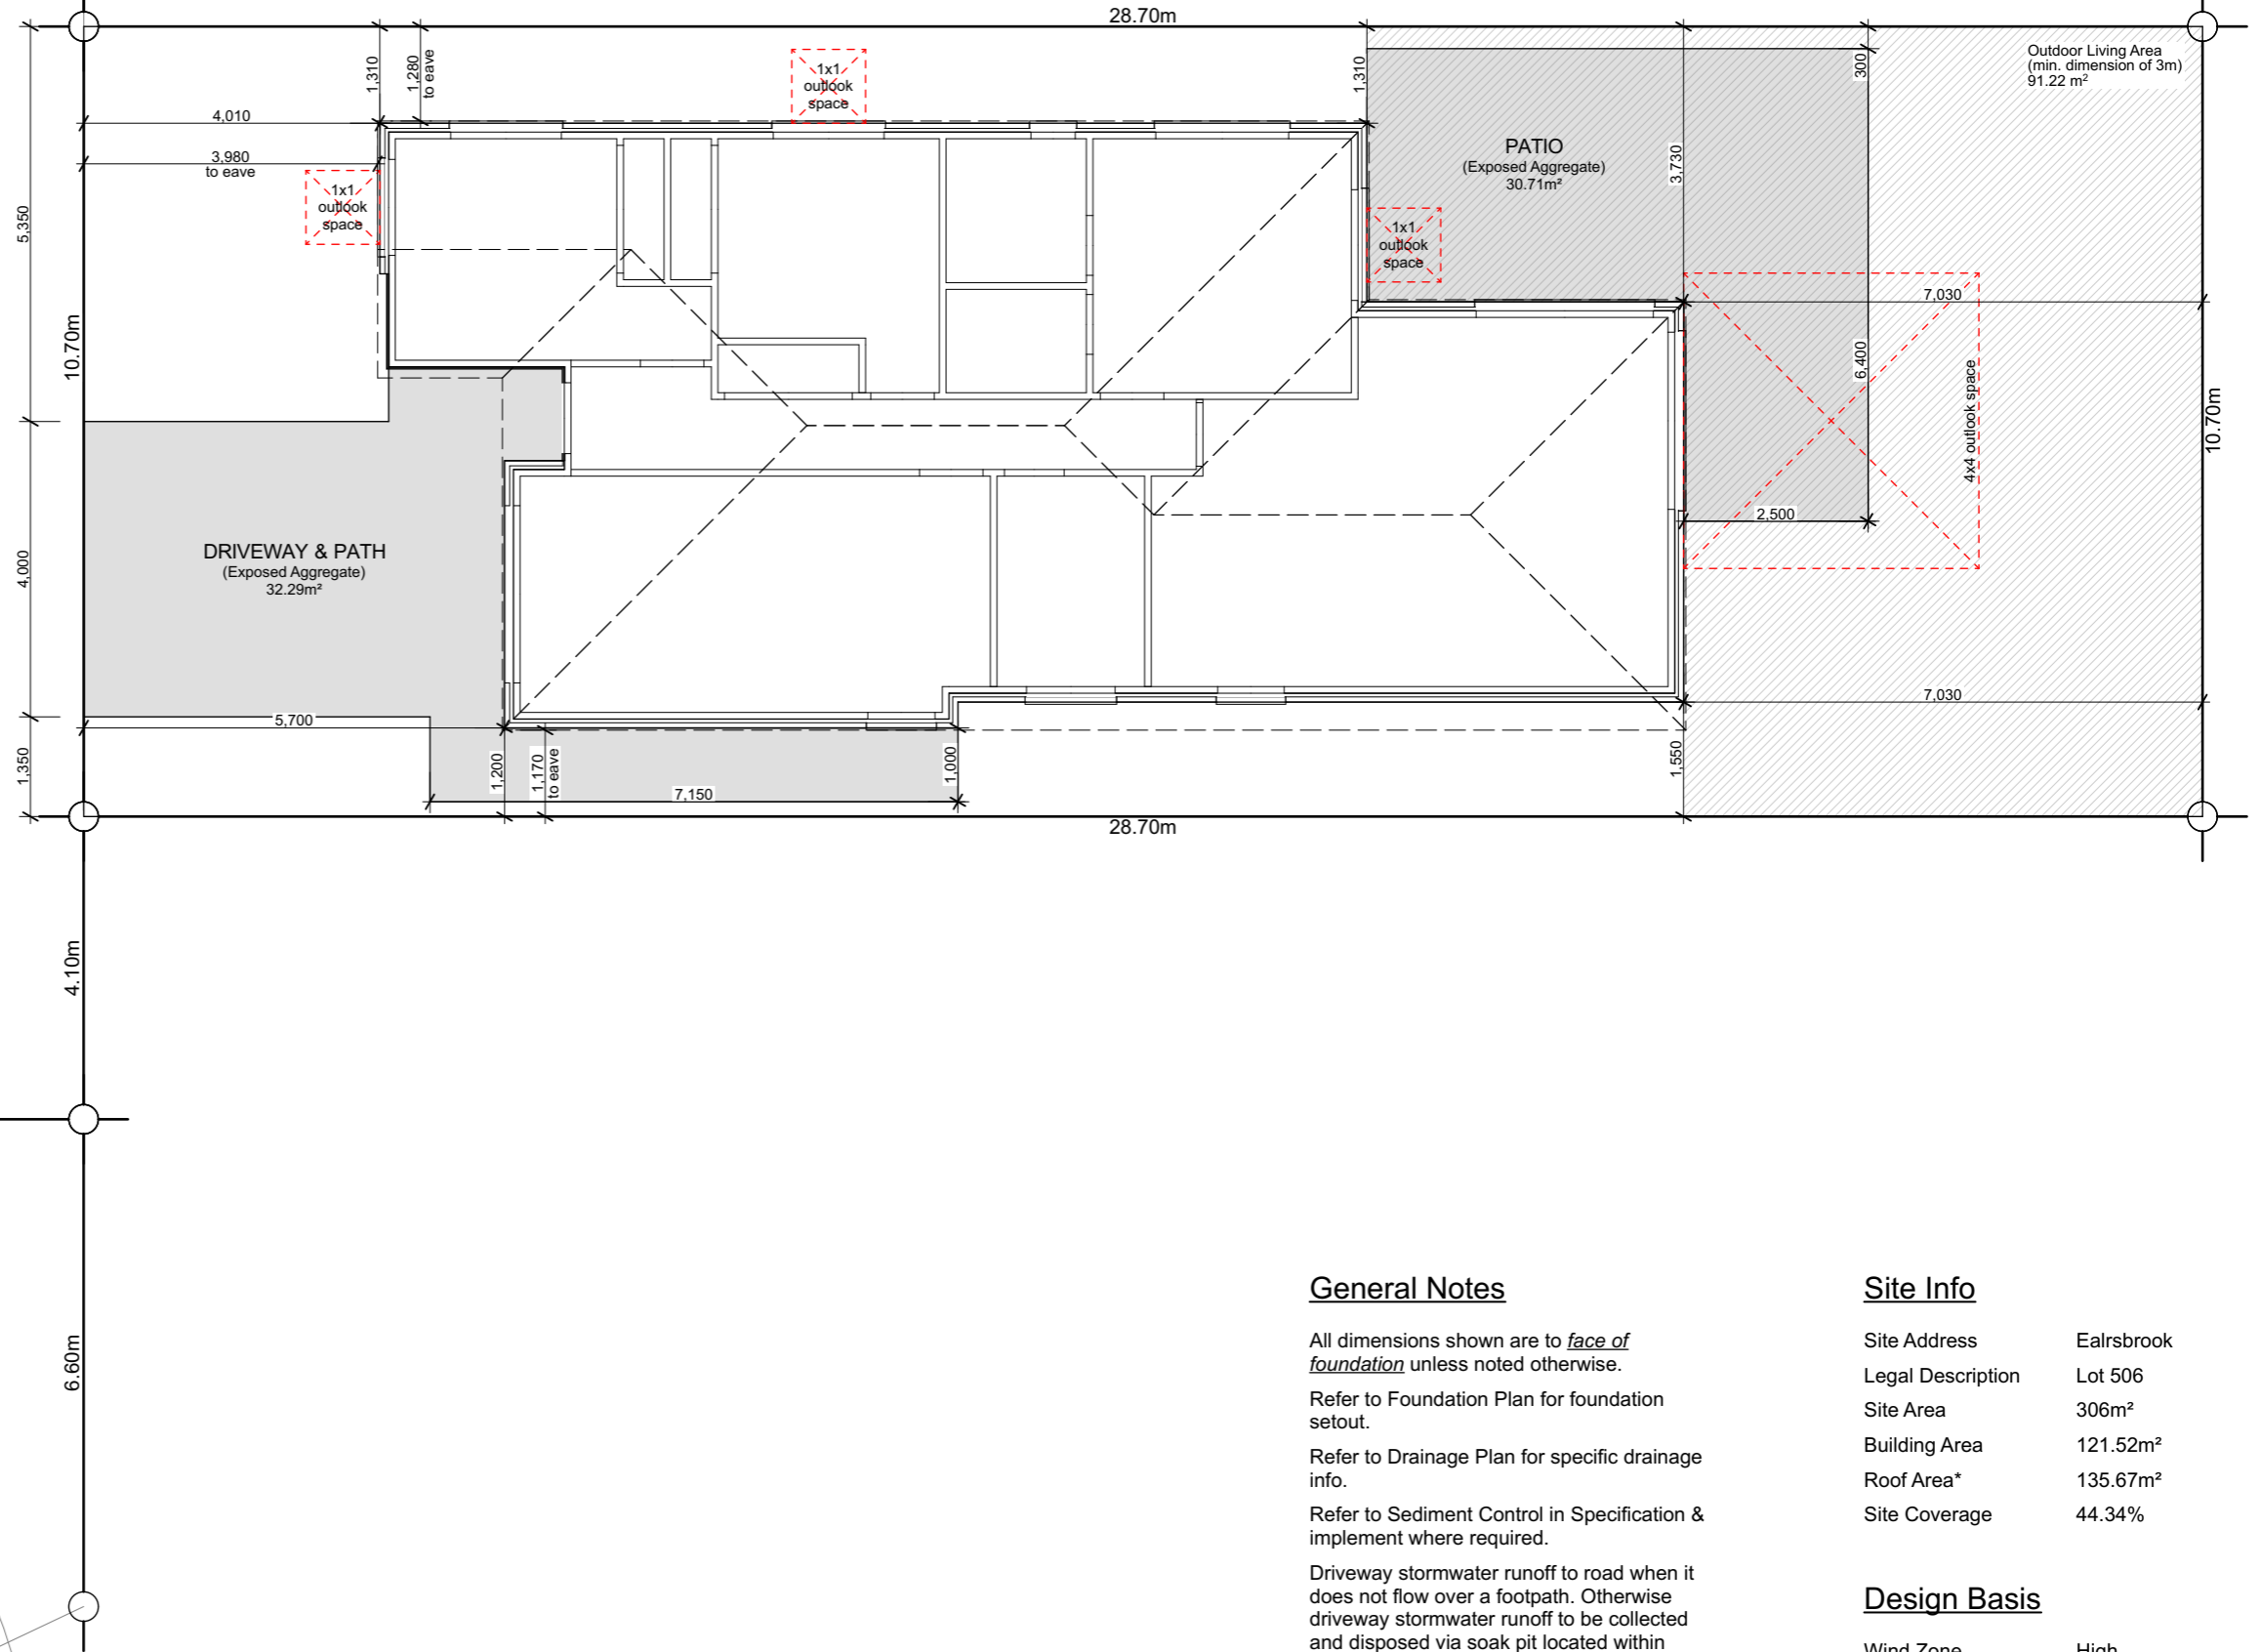 28.70m
1,310
1,280
to eave
1x1
outlook
space
1,310
300
Outdoor Living Area
(min. dimension of 3m)
91.22 m²
4,010
3,980
to eave
PATIO
(Exposed Aggregate)
30.71m²
3,730
1x1
outlook
space
5,350
1x1
outlook
space
7,030
10.70m
6,400
4x4 outlook space
10.70m
2,500
DRIVEWAY & PATH
(Exposed Aggregate)
32.29m²
4,000
5,700
7,030
1,350
1,200
1,170
to eave
1,000
1,550
7,150
28.70m
4.10m
6.60m
General Notes
All dimensions shown are to face of
foundation unless noted otherwise.
Refer to Foundation Plan for foundation
setout.
Refer to Drainage Plan for specific drainage
info.
Refer to Sediment Control in Specification &
implement where required.
Driveway stormwater runoff to road when it
does not flow over a footpath. Otherwise
driveway stormwater runoff to be collected
and disposed via soak pit located within
Site Info
Site Address Ealrsbrook
Legal Description Lot 506
Site Area 306m²
Building Area 121.52m²
Roof Area* 135.67m²
Site Coverage 44.34%
Design Basis
Wind Zone High